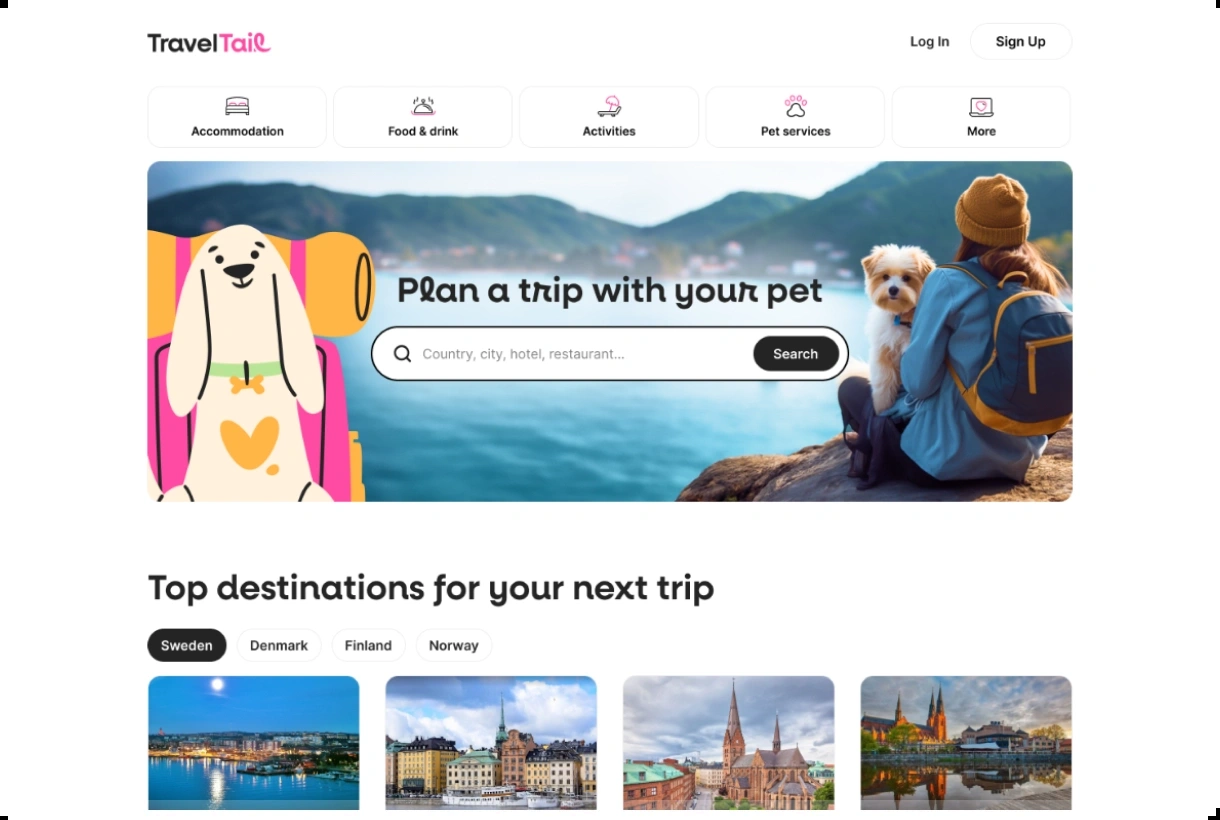 TravelTail
Log In
Sign Up
Accommodation
Food & drink
Activities
Pet services
More
Plan a trip with your pet
Country, city, hotel, restaurant...
Search
Top destinations for your next trip
Sweden
Denmark
Finland
Norway